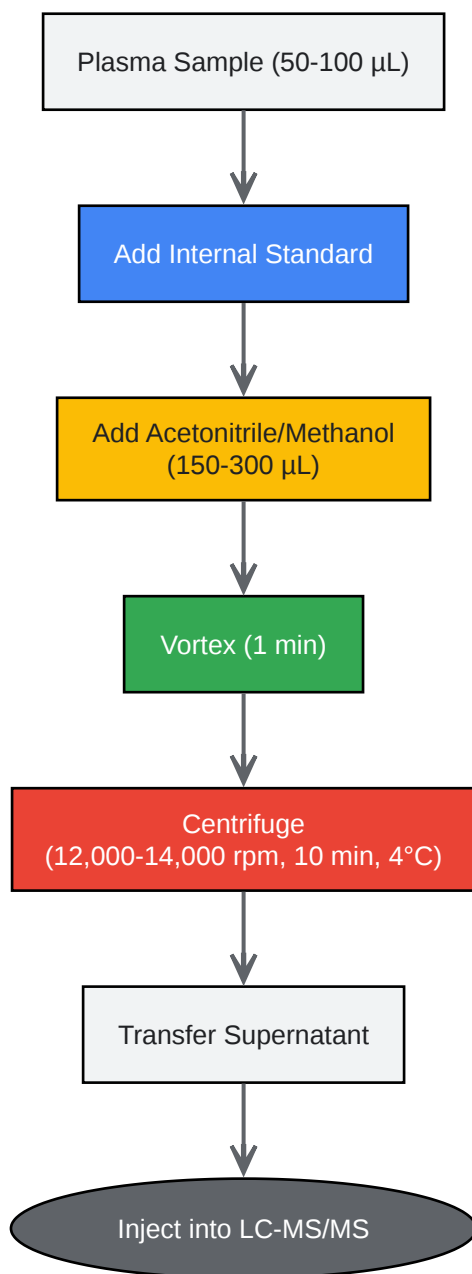 Plasma Sample (50-100 µL)
Add Internal Standard
Add Acetonitrile/Methanol
(150-300 µL)
Vortex (1 min)
Centrifuge
(12,000-14,000 rpm, 10 min, 4°C)
Transfer Supernatant
Inject into LC-MS/MS